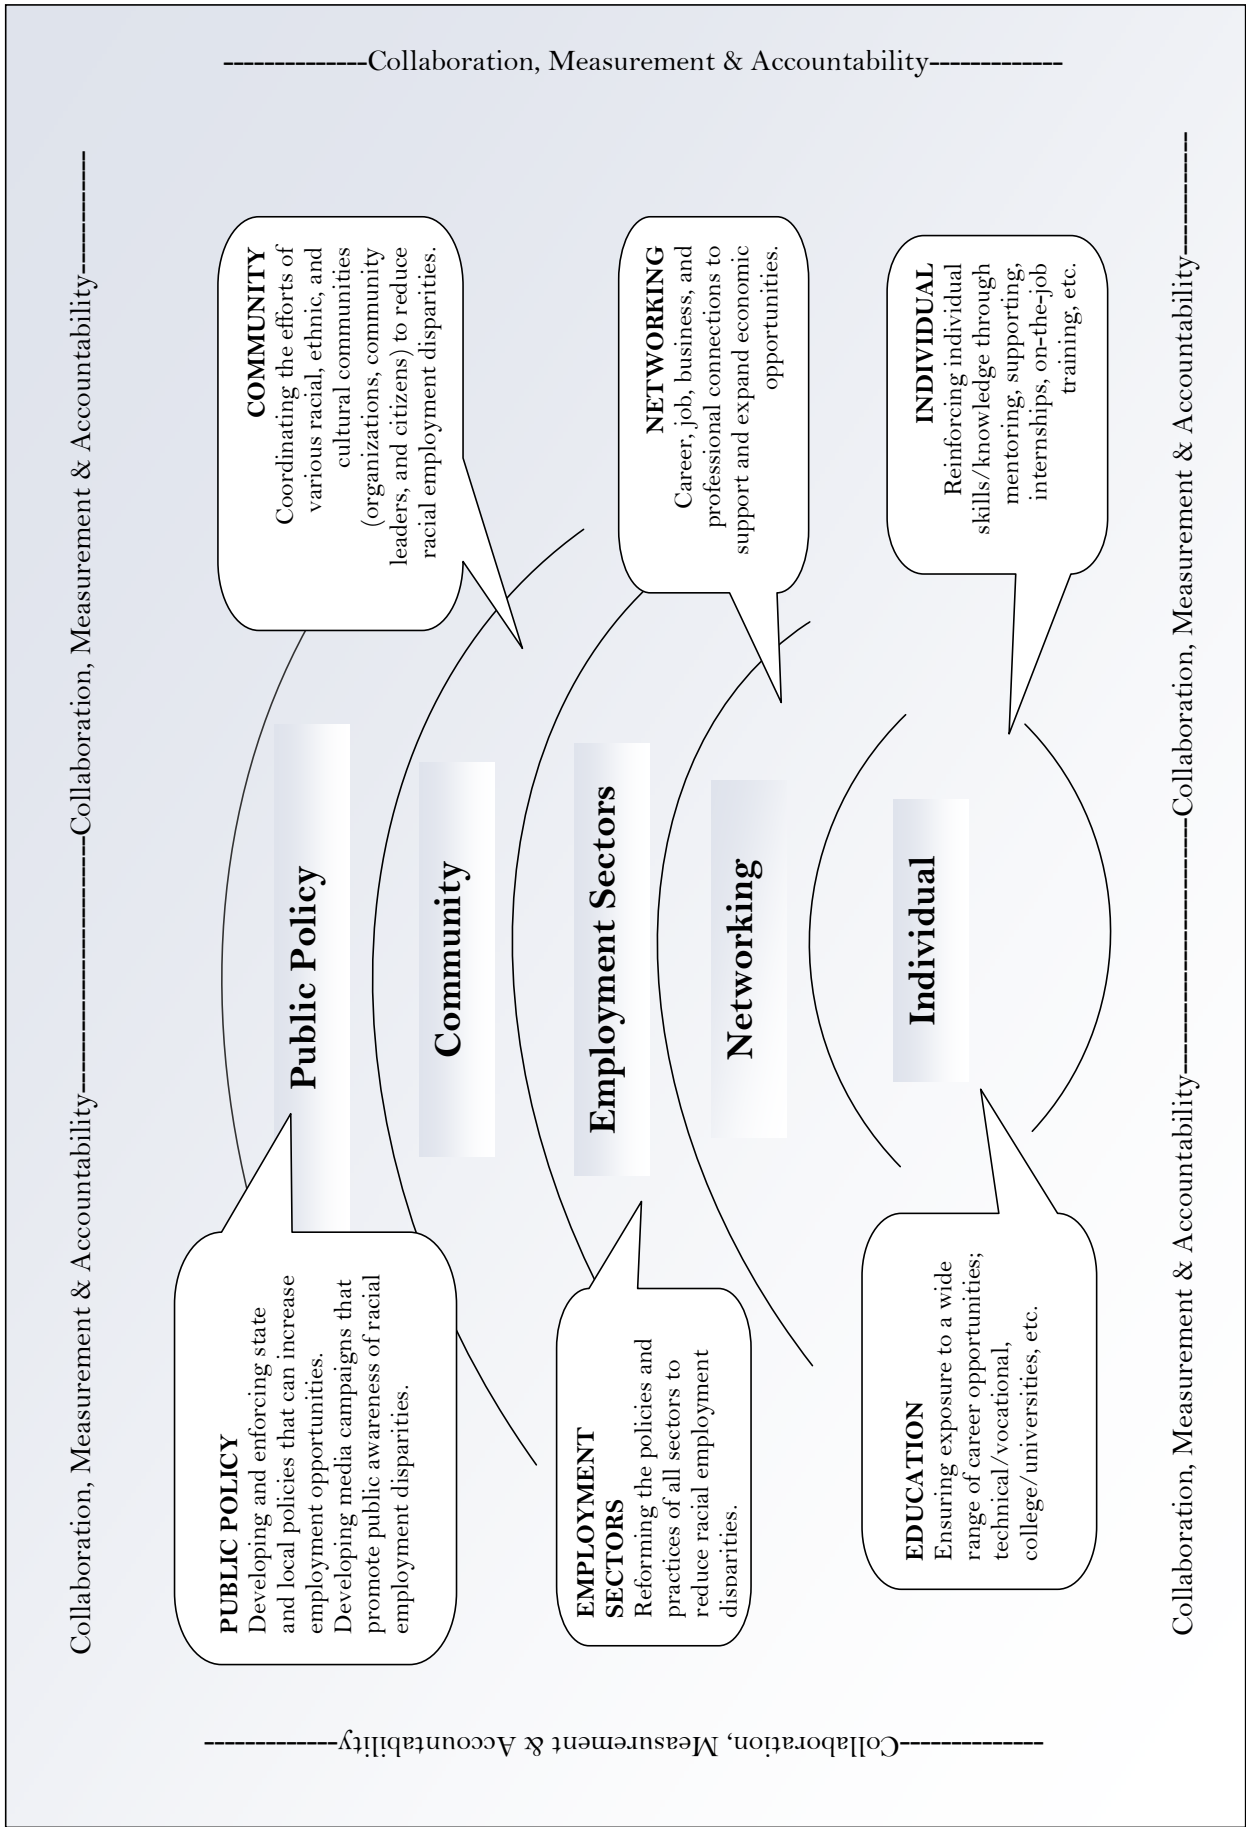 Collaboration, Measurement & Accountability-------------------------Collaboration, Measurement & Accountability------------
-------------Collaboration, Measurement & Accountability--------------
PUBLIC POLICY
Developing and enforcing state
and local policies that can increase
employment opportunities.
Developing media campaigns that
promote public awareness of racial
employment disparities.
Public Policy
COMMUNITY
Coordinating the efforts of
various racial, ethnic, and
cultural communities
(organizations, community
leaders, and citizens) to reduce
racial employment disparities.
Community
EMPLOYMENT
SECTORS
Reforming the policies and
practices of all sectors to
reduce racial employment
disparities.
Employment Sectors
NETWORKING
Career, job, business, and
professional connections to
support and expand economic
opportunities.
Networking
EDUCATION
Ensuring exposure to a wide
range of career opportunities;
technical/vocational,
college/universities, etc.
Individual
INDIVIDUAL
Reinforcing individual
skills/knowledge through
mentoring, supporting,
internships, on-the-job
training, etc.
--------------Collaboration, Measurement & Accountability-------------
Collaboration, Measurement & Accountability-------------------------Collaboration, Measurement & Accountability------------